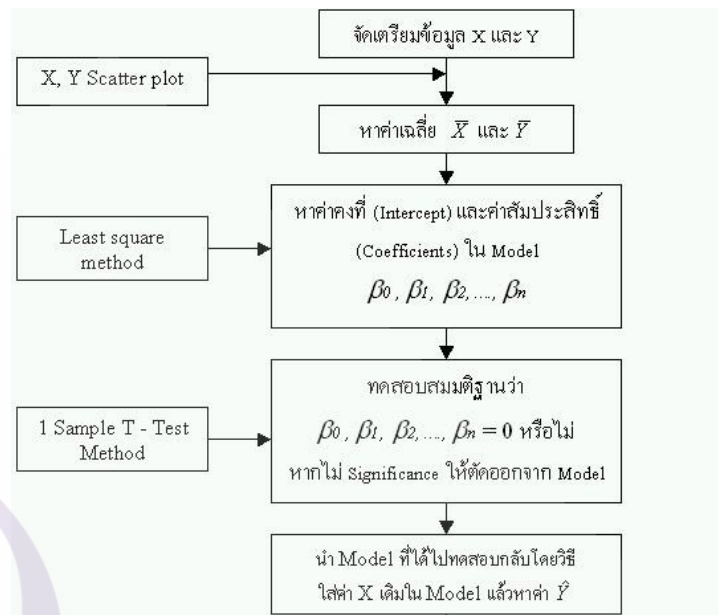 จัดเตรียมข้อมูล X และ Y
X, Y Scatter plot
หาค่าเฉลี่ย X̅ และ Y̅
หาค่าคงที่ (Intercept) และค่าสัมประสิทธิ์
(Coefficients) ใน Model
β0 , β1, β2, ...., βn
Least square
method
ทดสอบสมมติฐานว่า
β0 , β1, β2, ...., βn = 0 หรือไม่
หากไม่ Significance ให้ตัดออกจาก Model
1 Sample T - Test
Method
นำ Model ที่ได้ไปทดสอบกลับโดยวิธี
ใส่ค่า X เดิมใน Model แล้วหาค่า Ŷ